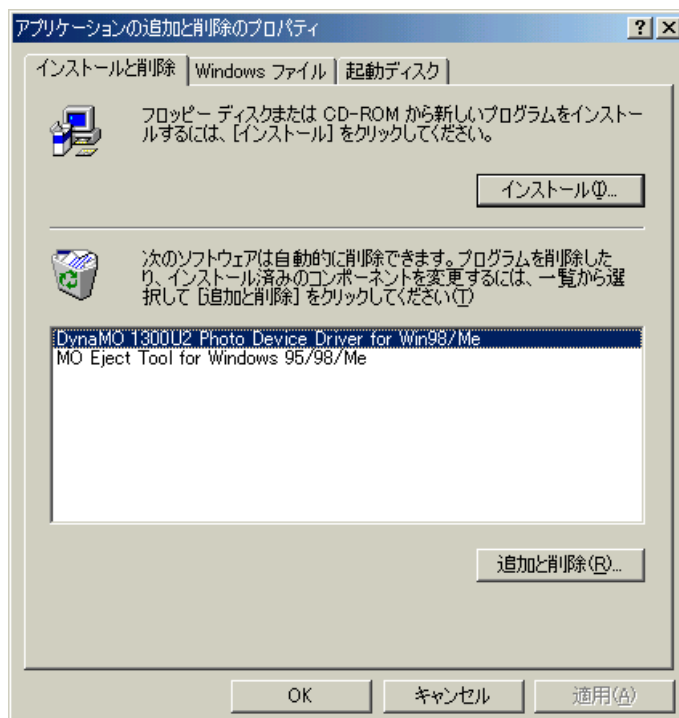 アプリケーションの追加と削除のプロパティ
インストールと削除
Windows ファイル
起動ディスク
フロッピー ディスクまたは CD-ROM から新しいプログラムをインストー
ルするには、[インストール] をクリックしてください。
インストール(I)...
次のソフトウェアは自動的に削除できます。プログラムを削除した
り、インストール済みのコンポーネントを変更するには、一覧から選
択して [追加と削除] をクリックしてください(T)
DynaMO 1300U2 Photo Device Driver for Win98/Me
MO Eject Tool for Windows 95/98/Me
追加と削除(R)...
OK
キャンセル
適用(A)